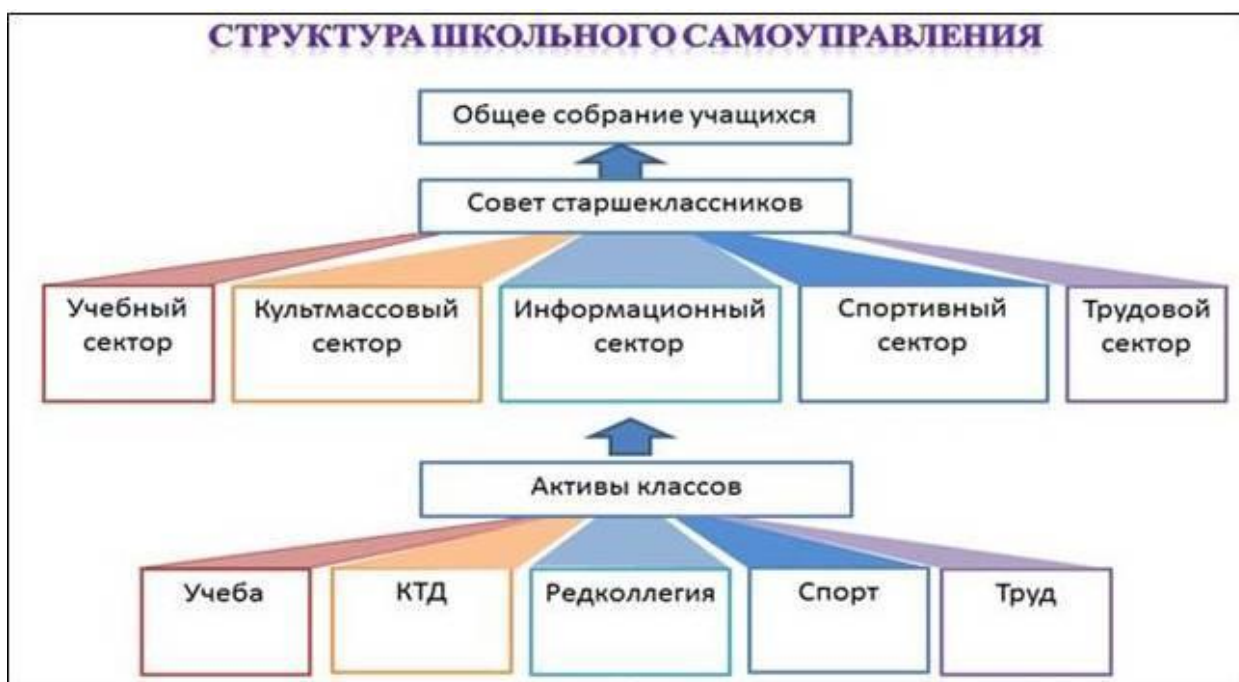 СТРУКТУРА ШКОЛЬНОГО САМОУПРАВЛЕНИЯ
Общее собрание учащихся
Совет старшеклассников
Учебный
сектор
Культмассовый
сектор
Информационный
сектор
Спортивный
сектор
Трудовой
сектор
Активы классов
Учеба
КТД
Редколлегия
Спорт
Труд